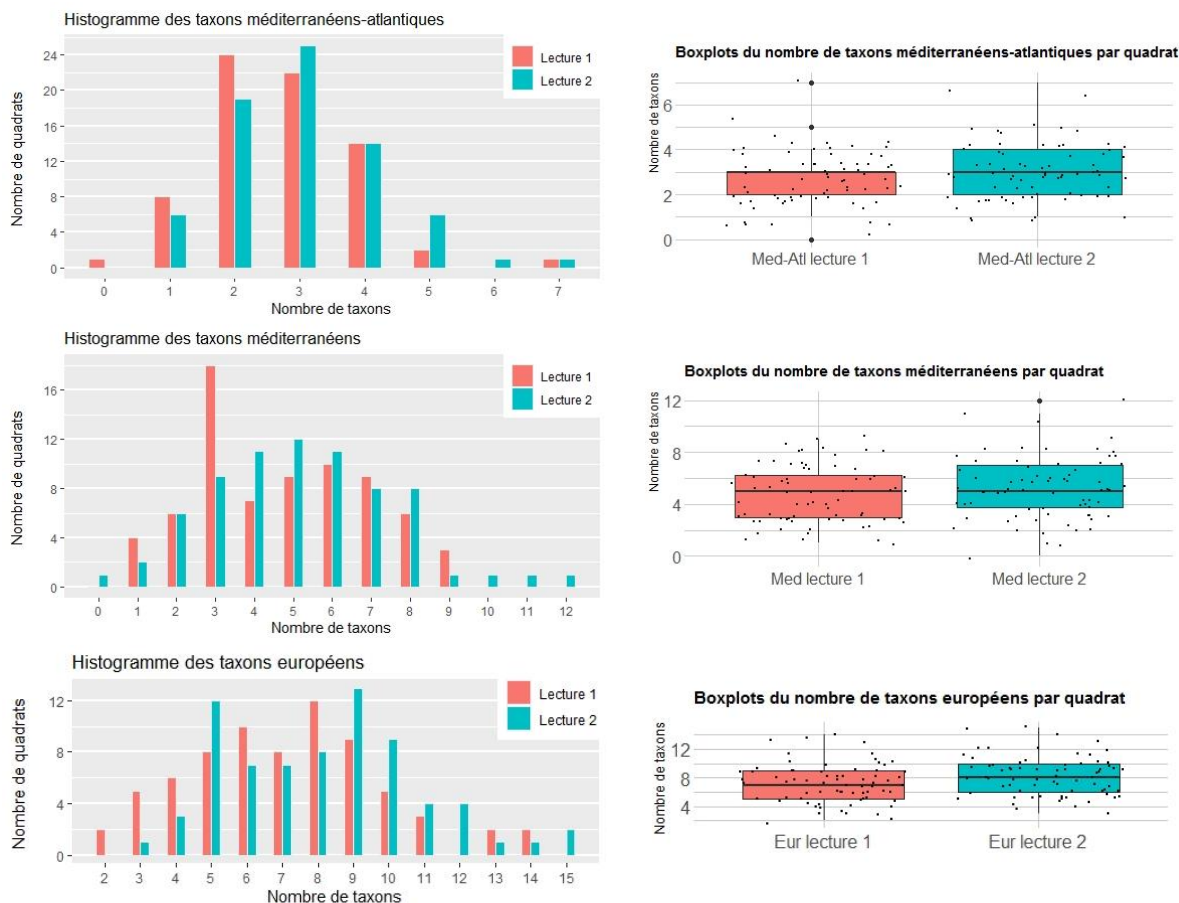 Histogramme des taxons méditerranéens-atlantiques
Nombre de quadrats
24
20
16
12
8
4
0
0 1 2 3 4 5 6 7
Nombre de taxons
Lecture 1
Lecture 2
Boxplots du nombre de taxons méditerranéens-atlantiques par quadrat
Nombre de taxons
6
4
2
0
Med-Atl lecture 1 Med-Atl lecture 2
Histogramme des taxons méditerranéens
Nombre de quadrats
16
12
8
4
0
0 1 2 3 4 5 6 7 8 9 10 11 12
Nombre de taxons
Lecture 1
Lecture 2
Boxplots du nombre de taxons méditerranéens par quadrat
Nombre de taxons
12
8
4
0
Med lecture 1 Med lecture 2
Histogramme des taxons européens
Nombre de quadrats
12
8
4
0
2 3 4 5 6 7 8 9 10 11 12 13 14 15
Nombre de taxons
Lecture 1
Lecture 2
Boxplots du nombre de taxons européens par quadrat
Nombre de taxons
12
8
4
Eur lecture 1 Eur lecture 2